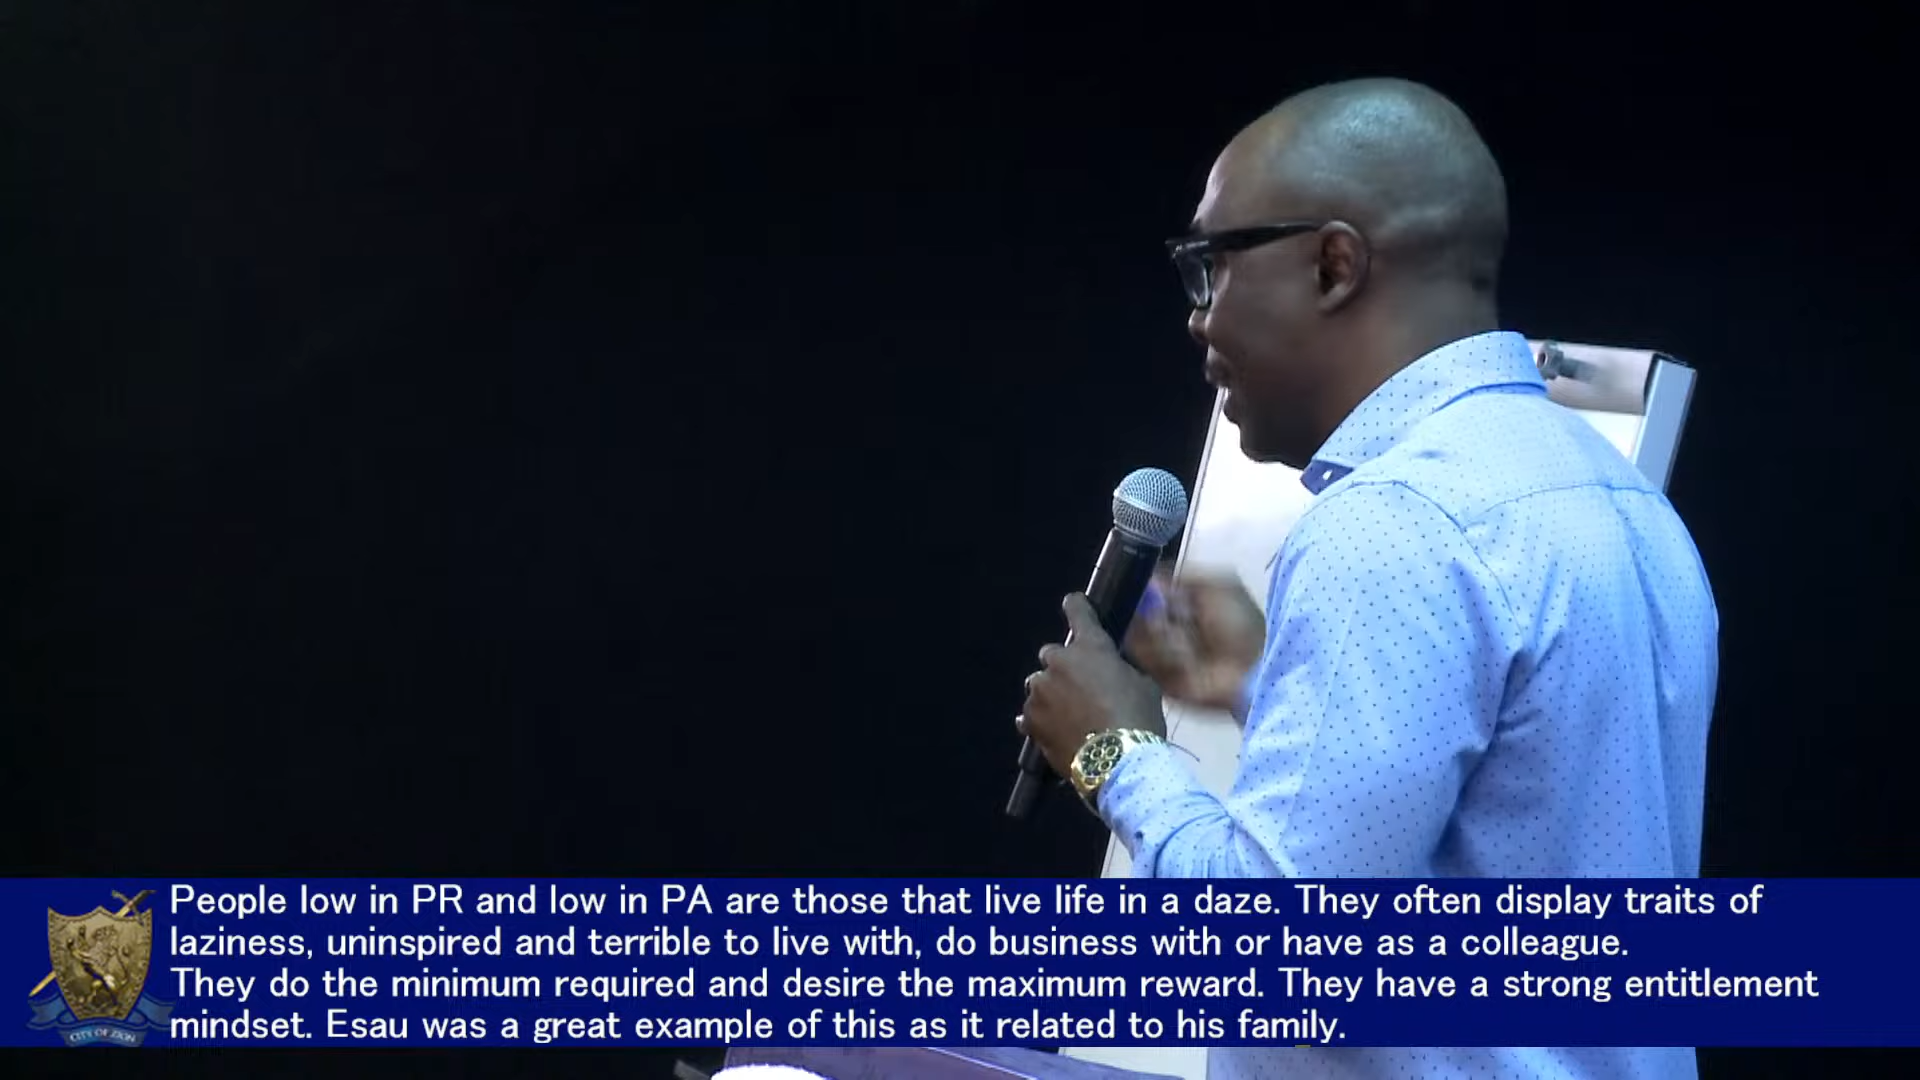 People low in PR and low in PA are those that live life in a daze. They often display traits of
laziness, uninspired and terrible to live with, do business with or have as a colleague.
They do the minimum required and desire the maximum reward. They have a strong entitlement
mindset. Esau was a great example of this as it related to his family.
CITY OF ZION